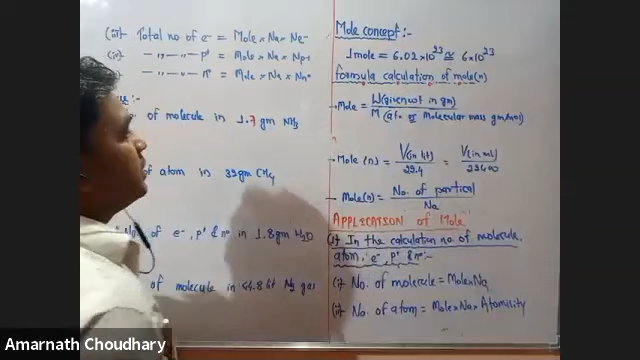 (iii) Total no of e⁻ = Mole × Na × Ne⁻
(iv) —〃—〃— p⁺ = Mole × Na × Np⁺
—〃—〃— n° = Mole × Na × Nn°
of molecule in 1.7 gm NH₃
of atom in 32gm CH₄
of e⁻, p⁺ & n° in 1.8gm H₂O
of molecule in 44.8 lit N₂ gas
Mole concept :-
1 mole = 6.02×10²³ ≅ 6×10²³
formula calculation of mole(n)
→ Mole = W(given wt in gm) / M (at. or Molecular mass gm/mol)
→ Mole (n) = V(in lit) / 22.4 = V(in ml) / 22400
→ Mole(n) = No. of partical / Na
APPLICATION of Mole
(1) In the calculation no. of molecule,
atom, e⁻, p⁺ & n° :-
(i) No. of molecule = Mole×Na
(ii) No. of atom = Mole×Na× Atomicity
Amarnath Choudhary